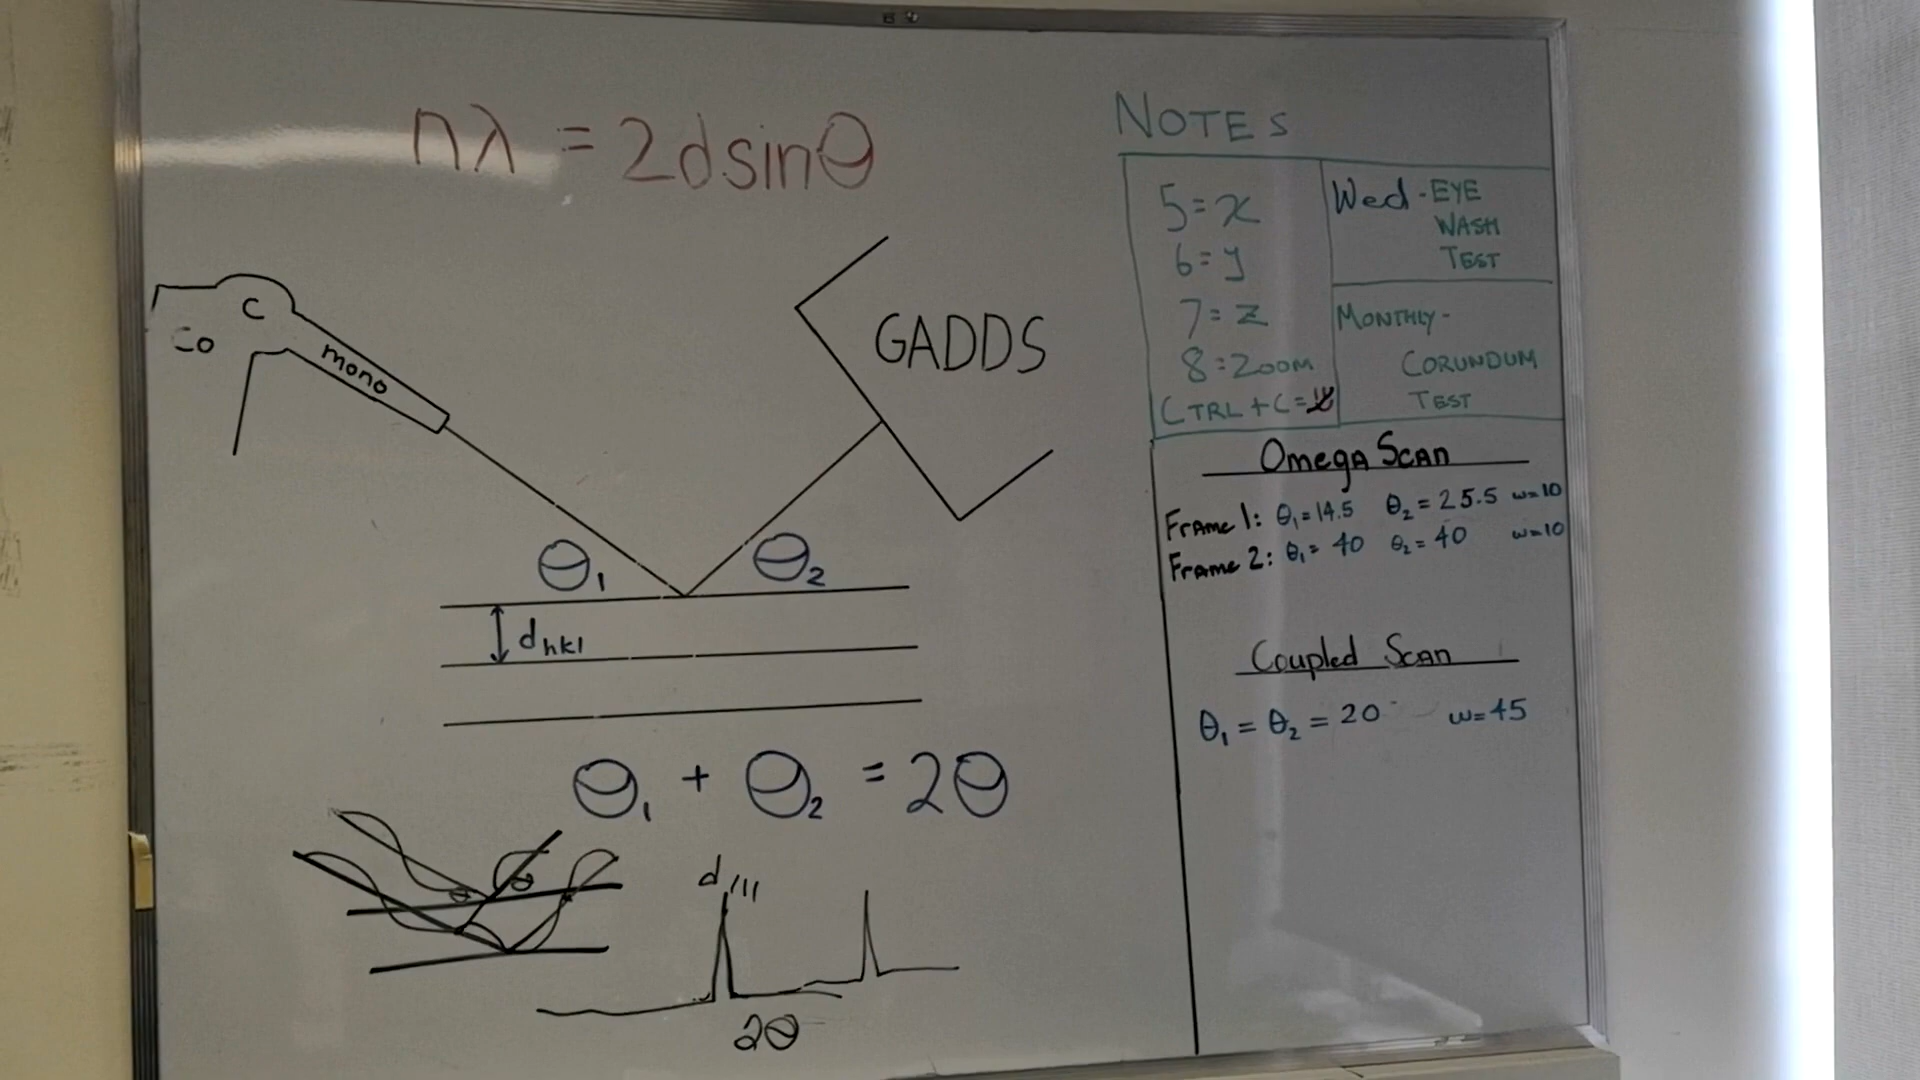 nλ = 2dsinθ
C
Co
mono
GADDS
θ₁
θ₂
dhkl
θ₁ + θ₂ = 2θ
θ θ
d111
2θ
NOTES
5=x
6=y
7=z
8=ZOOM
CTRL+C=
Wed - EYE
WASH
TEST
MONTHLY -
CORUNDUM
TEST
Omega Scan
Frame 1: θ₁=14.5 θ₂=25.5 ω=10
Frame 2: θ₁= 40 θ₂=40 ω=10
Coupled Scan
θ₁ = θ₂ = 20 ω=45